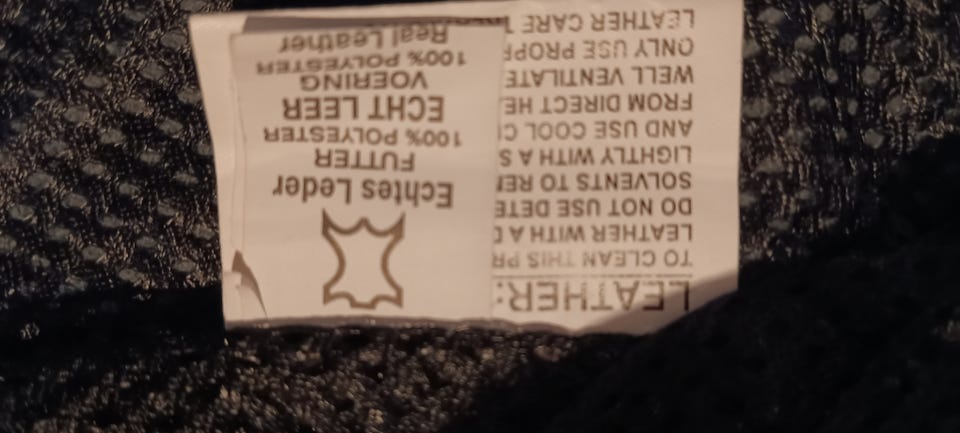 LEATHER:
TO CLEAN THIS PR
LEATHER WITH A D
DO NOT USE DETE
SOLVENTS TO REM
LIGHTLY WITH A S
AND USE COOL CL
FROM DIRECT HE
WELL VENTILATE
ONLY USE PROPR
LEATHER CARE
Echtes Leder
FUTTER
100% POLYESTER
ECHT LEER
VOERING
100% POLYESTER
Real Leather